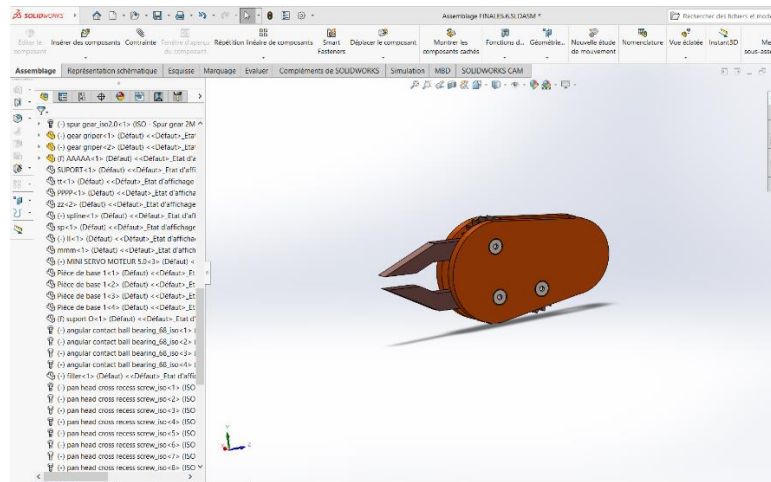 SOLIDWORKS
Assemblage FINALES.6.SLDASM *
Rechercher des fichiers et modè
Editer le composant
Insérer des composants
Contrainte
Fenêtre d'aperçu du composant
Répétition linéaire de composants
Smart Fasteners
Déplacer le composant
Montrer les composants cachés
Fonctions d...
Géométrie...
Nouvelle étude de mouvement
Nomenclature
Vue éclatée
Instant3D
Me
sous-asse
Assemblage Représentation schématique Esquisse Marquage Evaluer Compléments de SOLIDWORKS Simulation MBD SOLIDWORKS CAM
(-) spur gear_iso2.0<1> (ISO - Spur gear 2M
(-) gear griper<1> (Défaut) <<Défaut>_Eta
(-) gear griper<2> (Défaut) <<Défaut>_Eta
(f) AAAAA<1> (Défaut) <<Défaut>_Etat d'a
SUPORT<1> (Défaut) <<Défaut>_Etat d'affi
tt<1> (Défaut) <<Défaut>_Etat d'affichage
PPPP<1> (Défaut) <<Défaut>_Etat d'afficha
zz<2> (Défaut) <<Défaut>_Etat d'affichage
(-) spline<1> (Défaut) <<Défaut>_Etat d'aff
sp<1> (Défaut) <<Défaut>_Etat d'affichage
(Défaut) <<Défaut>_Etat d'affichag
mmm<1> (Défaut) <<Défaut>_Etat d'affich
(-) MINI SERVO MOTEUR 5.0<3> (Défaut) <
Pièce de base 1<1> (Défaut) <<Défaut>_Et
Pièce de base 1<2> (Défaut) <<Défaut>_Et
Pièce de base 1<3> (Défaut) <<Défaut>_Et
Pièce de base 1<4> (Défaut) <<Défaut>_Et
(f) suport O<1> (Défaut) <<Défaut>_Etat d'
(-) angular contact ball bearing_68_iso<1> (
(-) angular contact ball bearing_68_iso<2> (
(-) angular contact ball bearing_68_iso<3> (
(-) angular contact ball bearing_68_iso<4> (
(-) filler<1> (Défaut) <<Défaut>_Etat d'affic
(-) pan head cross recess screw_iso<1> (ISO
(-) pan head cross recess screw_iso<2> (ISO
(-) pan head cross recess screw_iso<3> (ISO
(-) pan head cross recess screw_iso<4> (ISO
(-) pan head cross recess screw_iso<5> (ISO
(-) pan head cross recess screw_iso<6> (ISO
(-) pan head cross recess screw_iso<7> (ISO
(-) pan head cross recess screw_iso<8> (ISO